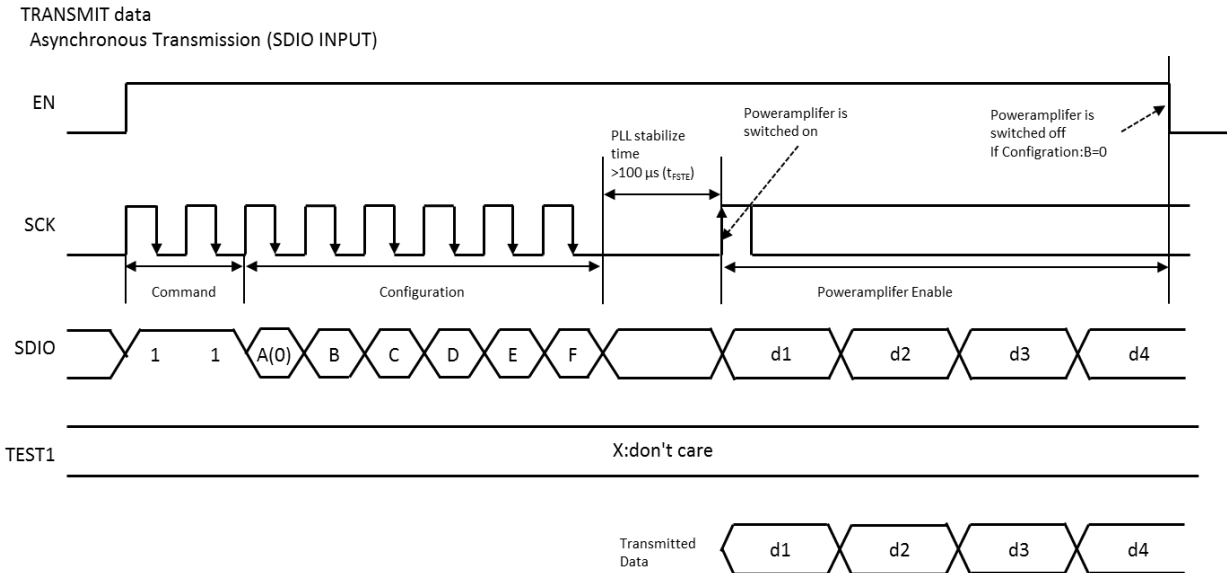 TRANSMIT data
Asynchronous Transmission (SDIO INPUT)
EN
PLL stabilize
time
>100 μs (tFSTE)
Poweramplifer is
switched on
Poweramplifer is
switched off
If Configration:B=0
SCK
Command
Configuration
Poweramplifer Enable
SDIO
1 1 A(0) B C D E F d1 d2 d3 d4
TEST1
X:don't care
Transmitted
Data
d1 d2 d3 d4